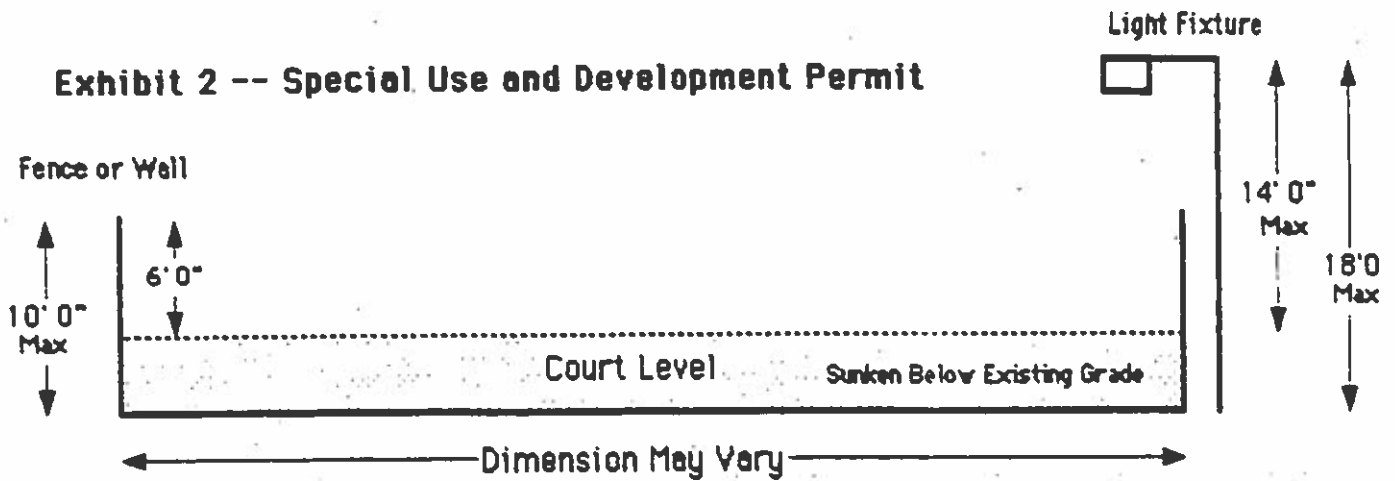 Light Fixture
Exhibit 2 -- Special Use and Development Permit
Fence or Wall
14'0"
Max
6'0"
18'0
Max
10'0"
Max
Court Level
Sunken Below Existing Grade
Dimension May Vary